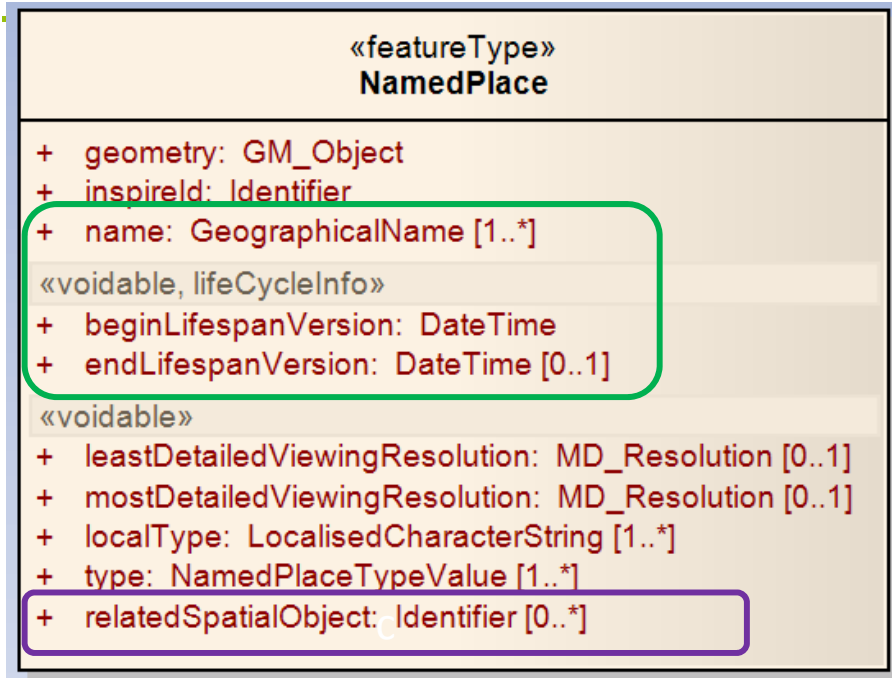 «featureType»
NamedPlace
+ geometry: GM_Object
+ inspireId: Identifier
+ name: GeographicalName [1..*]
«voidable, lifeCycleInfo»
+ beginLifespanVersion: DateTime
+ endLifespanVersion: DateTime [0..1]
«voidable»
+ leastDetailedViewingResolution: MD_Resolution [0..1]
+ mostDetailedViewingResolution: MD_Resolution [0..1]
+ localType: LocalisedCharacterString [1..*]
+ type: NamedPlaceTypeValue [1..*]
+ relatedSpatialObject: Identifier [0..*]
c